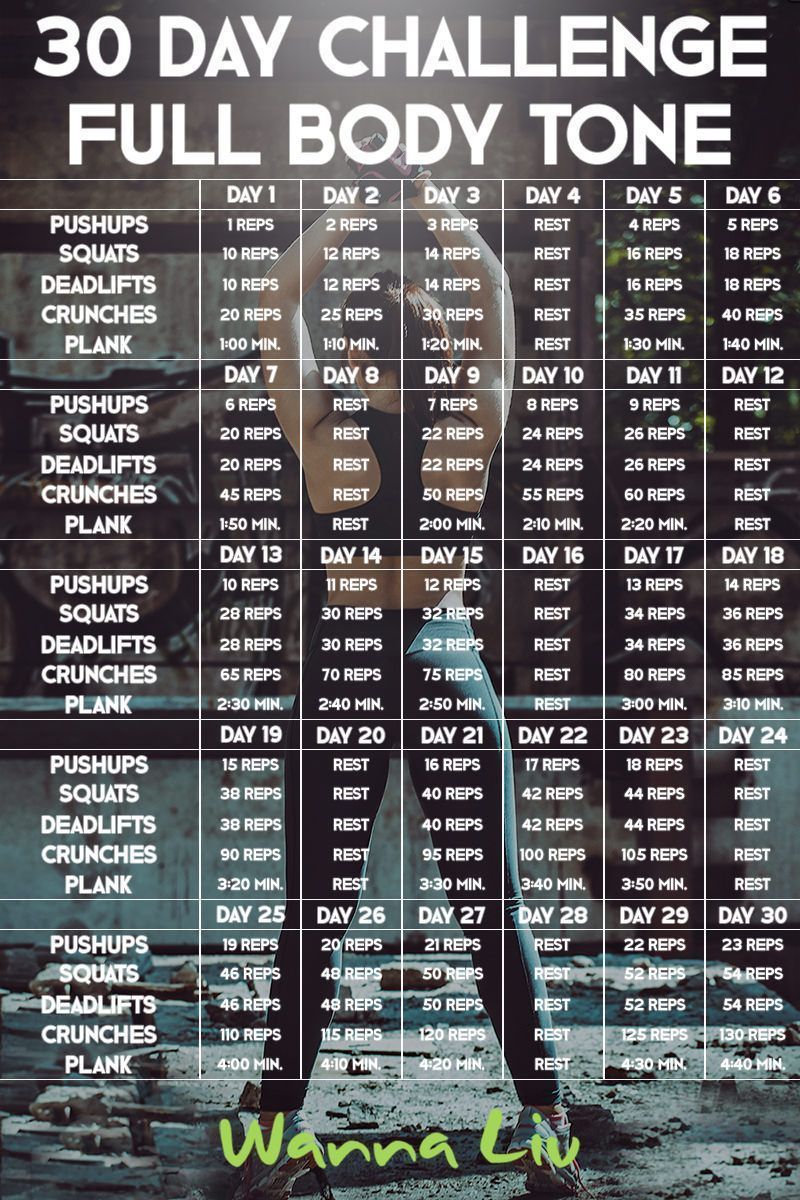 30 DAY CHALLENGE
FULL BODY TONE
DAY 1 DAY 2 DAY 3 DAY 4 DAY 5 DAY 6
PUSHUPS 1 REPS 2 REPS 3 REPS REST 4 REPS 5 REPS
SQUATS 10 REPS 12 REPS 14 REPS REST 16 REPS 18 REPS
DEADLIFTS 10 REPS 12 REPS 14 REPS REST 16 REPS 18 REPS
CRUNCHES 20 REPS 25 REPS 30 REPS REST 35 REPS 40 REPS
PLANK 1:00 MIN. 1:10 MIN. 1:20 MIN. REST 1:30 MIN. 1:40 MIN.
DAY 7 DAY 8 DAY 9 DAY 10 DAY 11 DAY 12
PUSHUPS 6 REPS REST 7 REPS 8 REPS 9 REPS REST
SQUATS 20 REPS REST 22 REPS 24 REPS 26 REPS REST
DEADLIFTS 20 REPS REST 22 REPS 24 REPS 26 REPS REST
CRUNCHES 45 REPS REST 50 REPS 55 REPS 60 REPS REST
PLANK 1:50 MIN. REST 2:00 MIN. 2:10 MIN. 2:20 MIN. REST
DAY 13 DAY 14 DAY 15 DAY 16 DAY 17 DAY 18
PUSHUPS 10 REPS 11 REPS 12 REPS REST 13 REPS 14 REPS
SQUATS 28 REPS 30 REPS 32 REPS REST 34 REPS 36 REPS
DEADLIFTS 28 REPS 30 REPS 32 REPS REST 34 REPS 36 REPS
CRUNCHES 65 REPS 70 REPS 75 REPS REST 80 REPS 85 REPS
PLANK 2:30 MIN. 2:40 MIN. 2:50 MIN. REST 3:00 MIN. 3:10 MIN.
DAY 19 DAY 20 DAY 21 DAY 22 DAY 23 DAY 24
PUSHUPS 15 REPS REST 16 REPS 17 REPS 18 REPS REST
SQUATS 38 REPS REST 40 REPS 42 REPS 44 REPS REST
DEADLIFTS 38 REPS REST 40 REPS 42 REPS 44 REPS REST
CRUNCHES 90 REPS REST 95 REPS 100 REPS 105 REPS REST
PLANK 3:20 MIN. REST 3:30 MIN. 3:40 MIN. 3:50 MIN. REST
DAY 25 DAY 26 DAY 27 DAY 28 DAY 29 DAY 30
PUSHUPS 19 REPS 20 REPS 21 REPS REST 22 REPS 23 REPS
SQUATS 46 REPS 48 REPS 50 REPS REST 52 REPS 54 REPS
DEADLIFTS 46 REPS 48 REPS 50 REPS REST 52 REPS 54 REPS
CRUNCHES 110 REPS 115 REPS 120 REPS REST 125 REPS 130 REPS
PLANK 4:00 MIN. 4:10 MIN. 4:20 MIN. REST 4:30 MIN. 4:40 MIN.
Wanna Liv